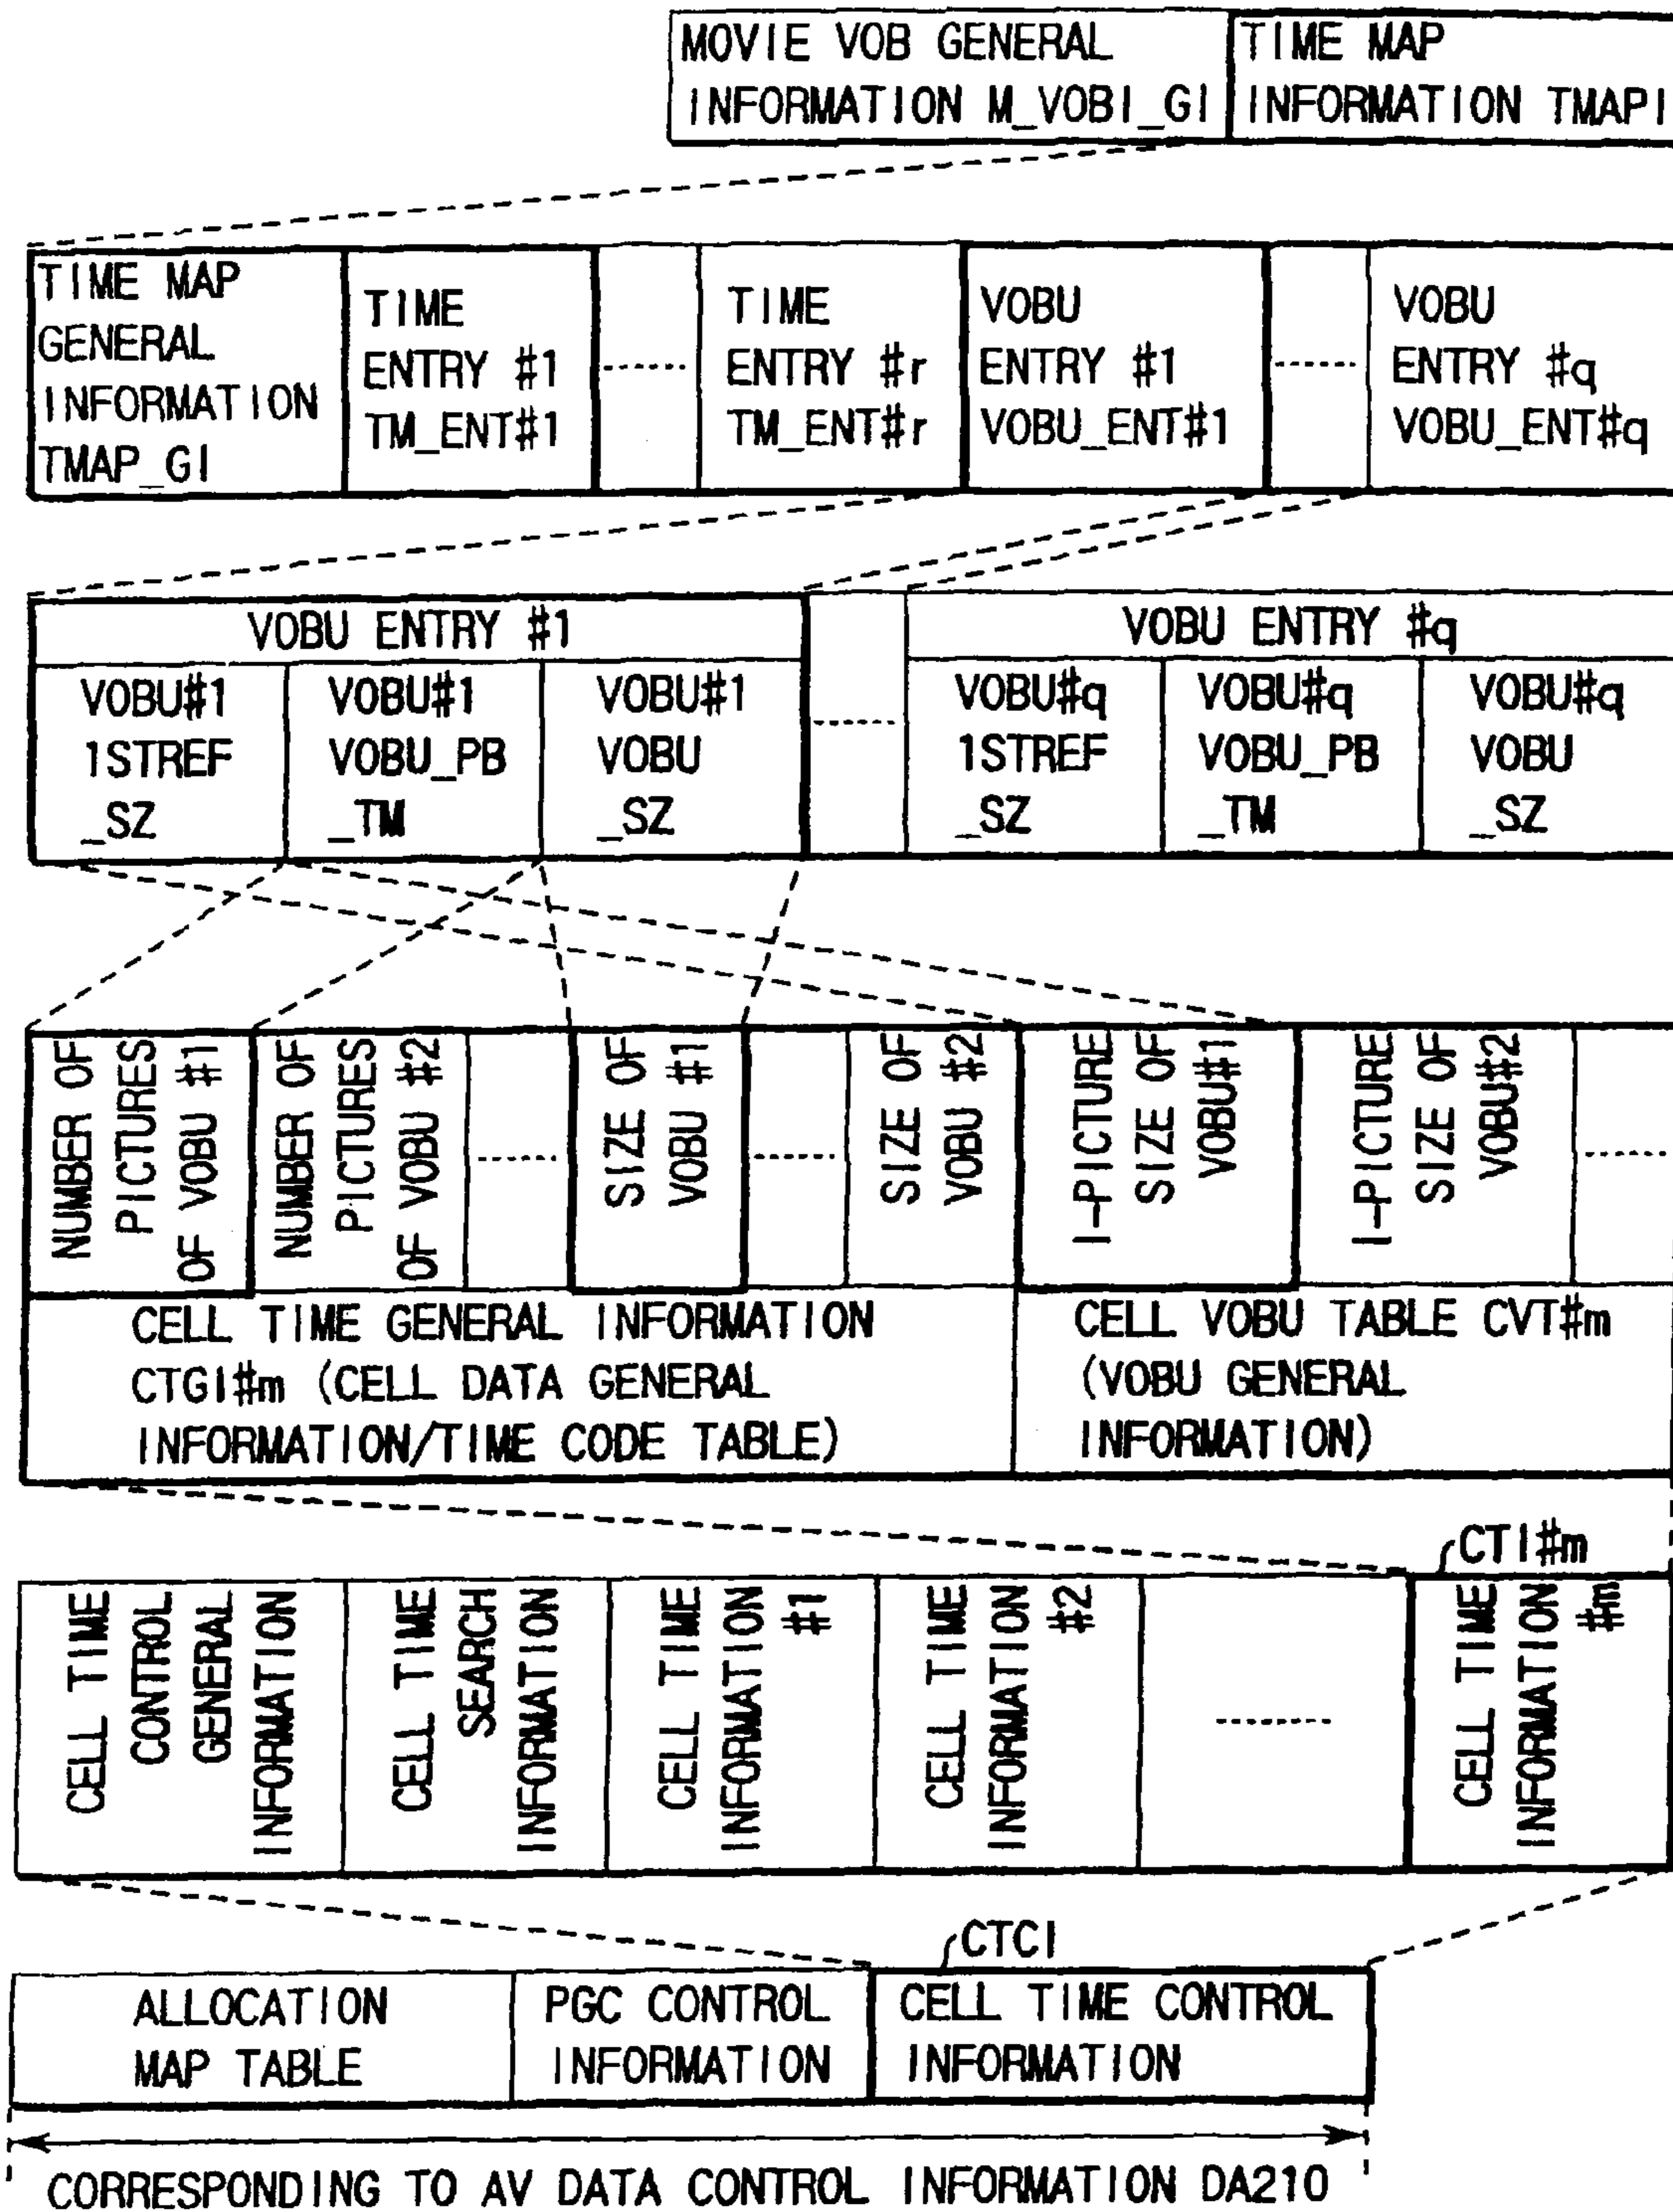 MOVIE VOB GENERAL
INFORMATION M_VOBI_GI
TIME MAP
INFORMATION TMAPI
TIME MAP
GENERAL
INFORMATION
TMAP_GI
TIME
ENTRY #1
TM_ENT#1
TIME
ENTRY #r
TM_ENT#r
VOBU
ENTRY #1
VOBU_ENT#1
VOBU
ENTRY #q
VOBU_ENT#q
VOBU ENTRY #1
VOBU#1
1STREF
_SZ
VOBU#1
VOBU_PB
_TM
VOBU#1
VOBU
_SZ
VOBU ENTRY #q
VOBU#q
1STREF
_SZ
VOBU#q
VOBU_PB
_TM
VOBU#q
VOBU
_SZ
NUMBER OF
PICTURES
OF VOBU #1
NUMBER OF
PICTURES
OF VOBU #2
SIZE OF
VOBU #1
SIZE OF
VOBU #2
I-PICTURE
SIZE OF
VOBU#1
I-PICTURE
SIZE OF
VOBU#2
CELL TIME GENERAL INFORMATION
CTGI#m (CELL DATA GENERAL
INFORMATION/TIME CODE TABLE)
CELL VOBU TABLE CVT#m
(VOBU GENERAL
INFORMATION)
CTI#m
CELL TIME
CONTROL
GENERAL
INFORMATION
CELL TIME
SEARCH
INFORMATION
CELL TIME
INFORMATION
#1
CELL TIME
INFORMATION
#2
CELL TIME
INFORMATION
#m
CTCI
ALLOCATION
MAP TABLE
PGC CONTROL
INFORMATION
CELL TIME CONTROL
INFORMATION
CORRESPONDING TO AV DATA CONTROL INFORMATION DA210